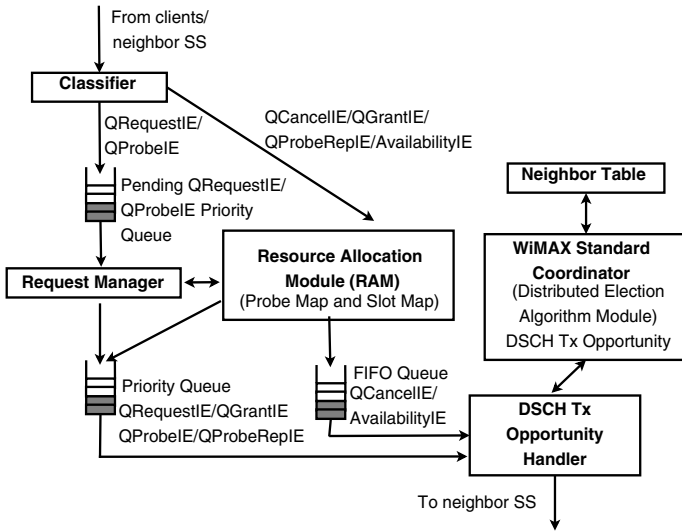 From clients/
neighbor SS
Classifier
QRequestIE/
QProbeIE
QCancelIE/QGrantIE/
QProbeRepIE/AvailabilityIE
Pending QRequestIE/
QProbeIE Priority
Queue
Neighbor Table
Request Manager
Resource Allocation
Module (RAM)
(Probe Map and Slot Map)
WiMAX Standard
Coordinator
(Distributed Election
Algorithm Module)
DSCH Tx Opportunity
Priority Queue
QRequestIE/QGrantIE
QProbeIE/QProbeRepIE
FIFO Queue
QCancelIE/
AvailabilityIE
DSCH Tx
Opportunity
Handler
To neighbor SS